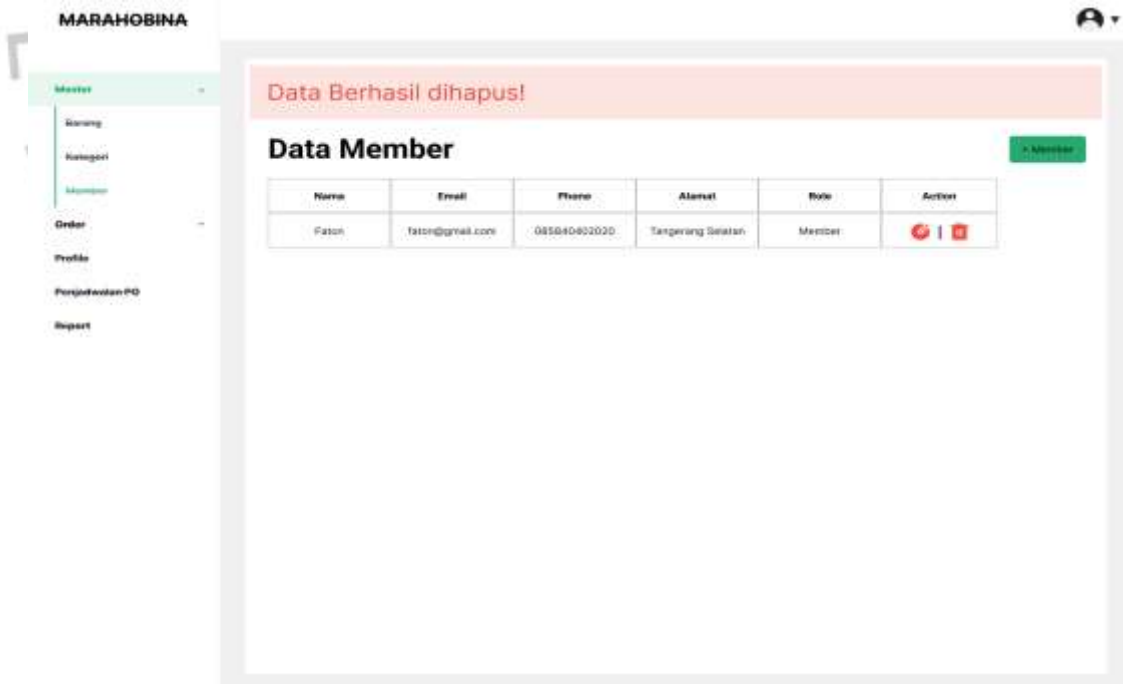 MARAHOBINA
Master
Barang
Kategori
Member
Order
Profile
Penjadwalan PO
Report
Data Berhasil dihapus!
Data Member
+ Member
Nama Email Phone Alamat Role Action
Faton faton@gmail.com 085840402020 Tangerang Selatan Member